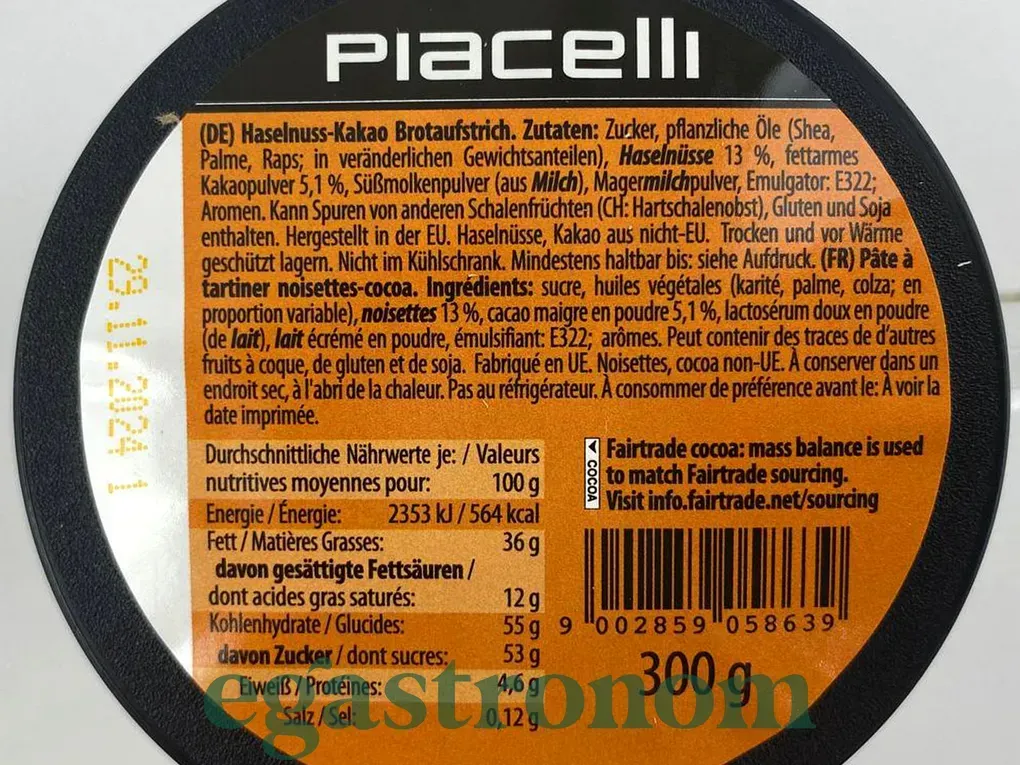 PIACELLI
(DE) Haselnuss-Kakao Brotaufstrich. Zutaten: Zucker, pflanzliche Öle (Shea,
Palme, Raps; in veränderlichen Gewichtsanteilen), Haselnüsse 13 %, fettarmes
Kakaopulver 5,1 %, Süßmolkenpulver (aus Milch), Magermilchpulver, Emulgator: E322;
Aromen. Kann Spuren von anderen Schalenfrüchten (CH: Hartschalenobst), Gluten und Soja
enthalten. Hergestellt in der EU. Haselnüsse, Kakao aus nicht-EU. Trocken und vor Wärme
geschützt lagern. Nicht im Kühlschrank. Mindestens haltbar bis: siehe Aufdruck. (FR) Pâte à
tartiner noisettes-cocoa. Ingrédients: sucre, huiles végétales (karité, palme, colza; en
proportion variable), noisettes 13 %, cacao maigre en poudre 5,1 %, lactosérum doux en poudre
(de lait), lait écrémé en poudre, émulsifiant: E322; arômes. Peut contenir des traces de d'autres
fruits à coque, de gluten et de soja. Fabriqué en UE. Noisettes, cocoa non-UE. À conserver dans un
endroit sec, à l'abri de la chaleur. Pas au réfrigérateur. À consommer de préférence avant le: À voir la
date imprimée.
28.11.2024 1
Durchschnittliche Nährwerte je: / Valeurs
nutritives moyennes pour: 100 g
Energie / Énergie: 2353 kJ / 564 kcal
Fett / Matières Grasses: 36 g
davon gesättigte Fettsäuren /
dont acides gras saturés: 12 g
Kohlenhydrate / Glucides: 55 g
davon Zucker / dont sucres: 53 g
Eiweiß / Protéines: 4,6 g
Salz / Sel: 0,12 g
COCOA
Fairtrade cocoa: mass balance is used
to match Fairtrade sourcing.
Visit info.fairtrade.net/sourcing
9 002859 058639
300 g
egastronom